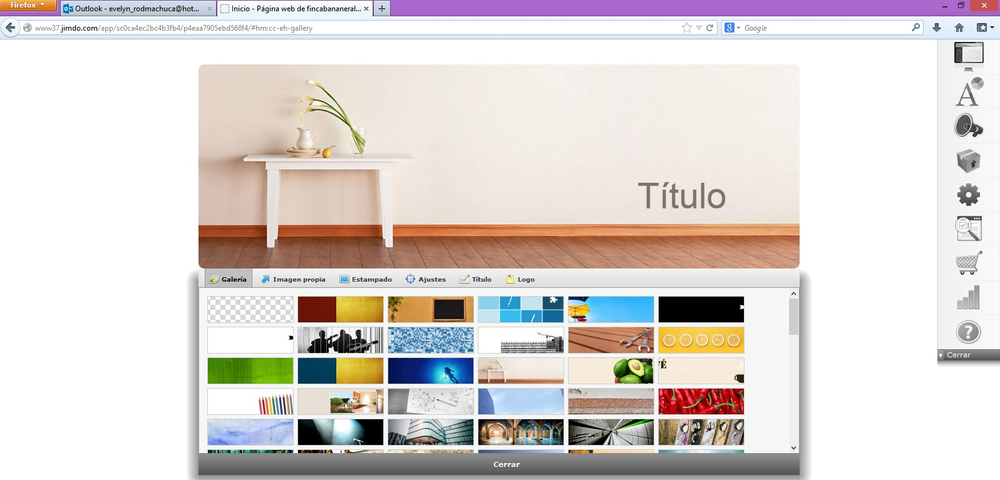 Firefox
Outlook - evelyn_rodmachuca@hot...
Inicio - Página web de fincabananeral...
www37.jimdo.com/app/sc0ca4ec2bc4b3fb4/p4eaa7905ebd568f4/#hm:cc-eh-gallery
Google
Título
Galería
Imagen propia
Estampado
Ajustes
Título
Logo
FÉ
Cerrar
Cerrar